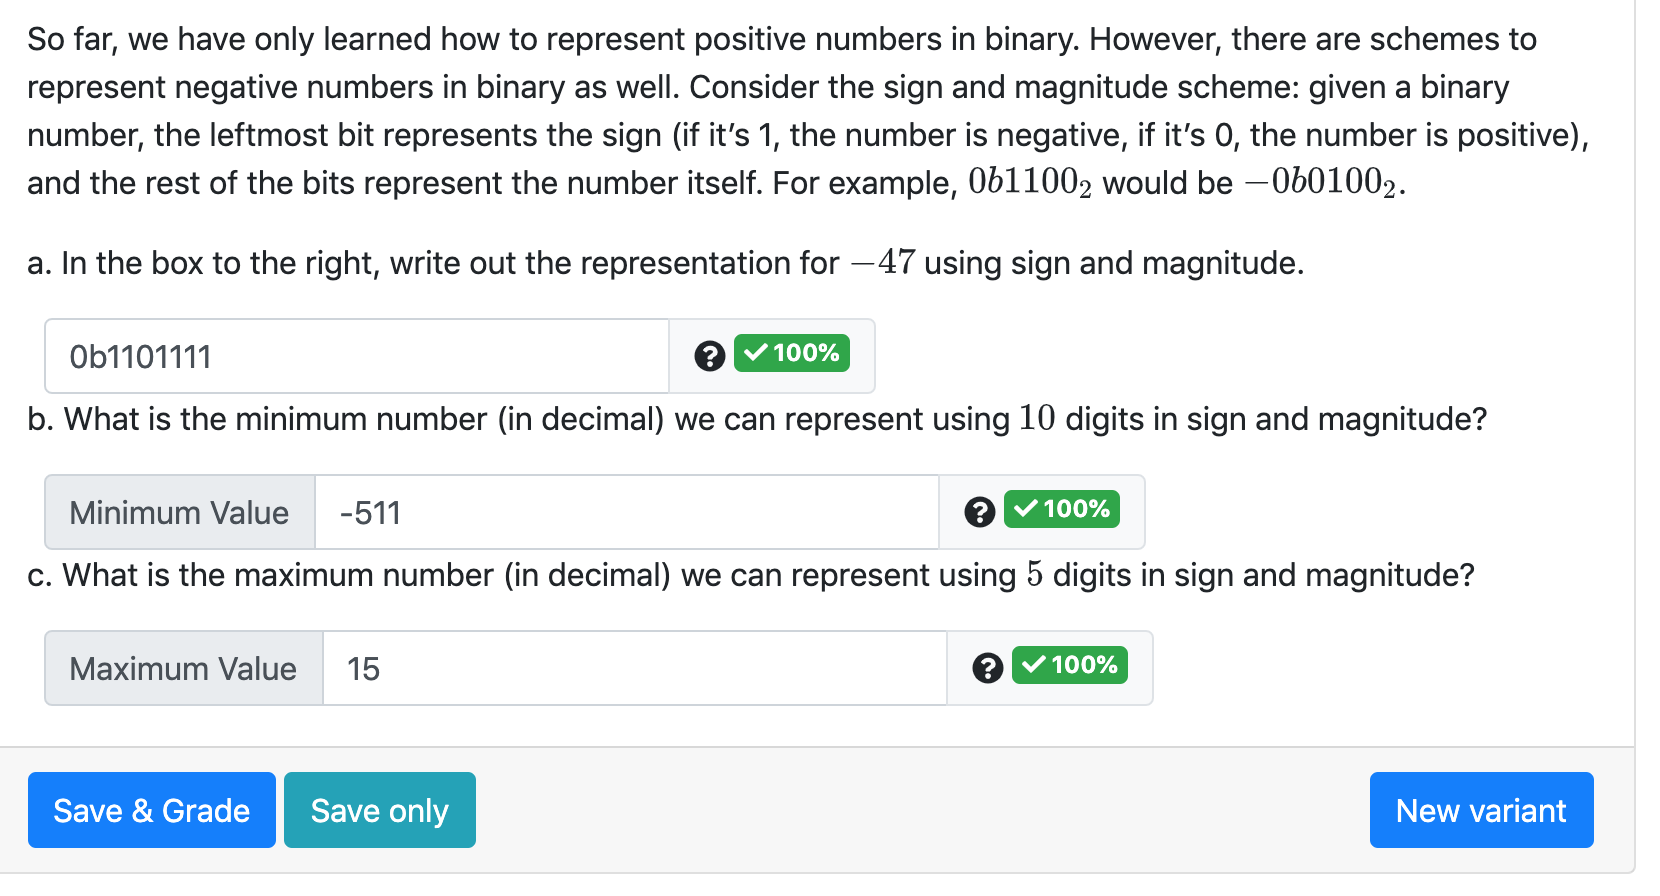 So far, we have only learned how to represent positive numbers in binary. However, there are schemes to
represent negative numbers in binary as well. Consider the sign and magnitude scheme: given a binary
number, the leftmost bit represents the sign (if it’s 1, the number is negative, if it’s 0, the number is positive),
and the rest of the bits represent the number itself. For example, 0b1100₂ would be −0b0100₂.
a. In the box to the right, write out the representation for −47 using sign and magnitude.
0b1101111 ? ✓ 100%
b. What is the minimum number (in decimal) we can represent using 10 digits in sign and magnitude?
Minimum Value -511 ? ✓ 100%
c. What is the maximum number (in decimal) we can represent using 5 digits in sign and magnitude?
Maximum Value 15 ? ✓ 100%
Save & Grade Save only New variant